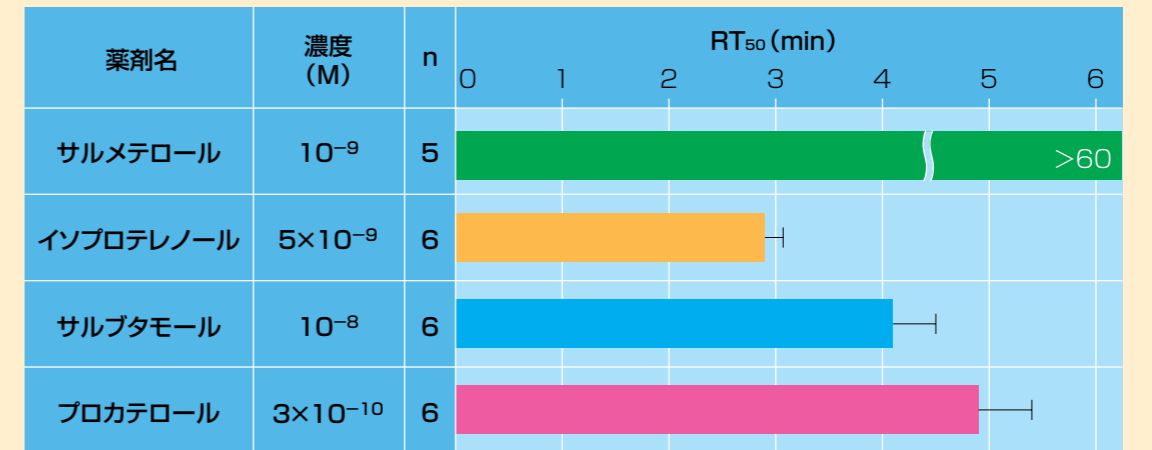 薬剤名
濃度
（M）
n
RT₅₀（min）
0 1 2 3 4 5 6
サルメテロール 10⁻⁹ 5 >60
イソプロテレノール 5×10⁻⁹ 6
サルブタモール 10⁻⁸ 6
プロカテロール 3×10⁻¹⁰ 6